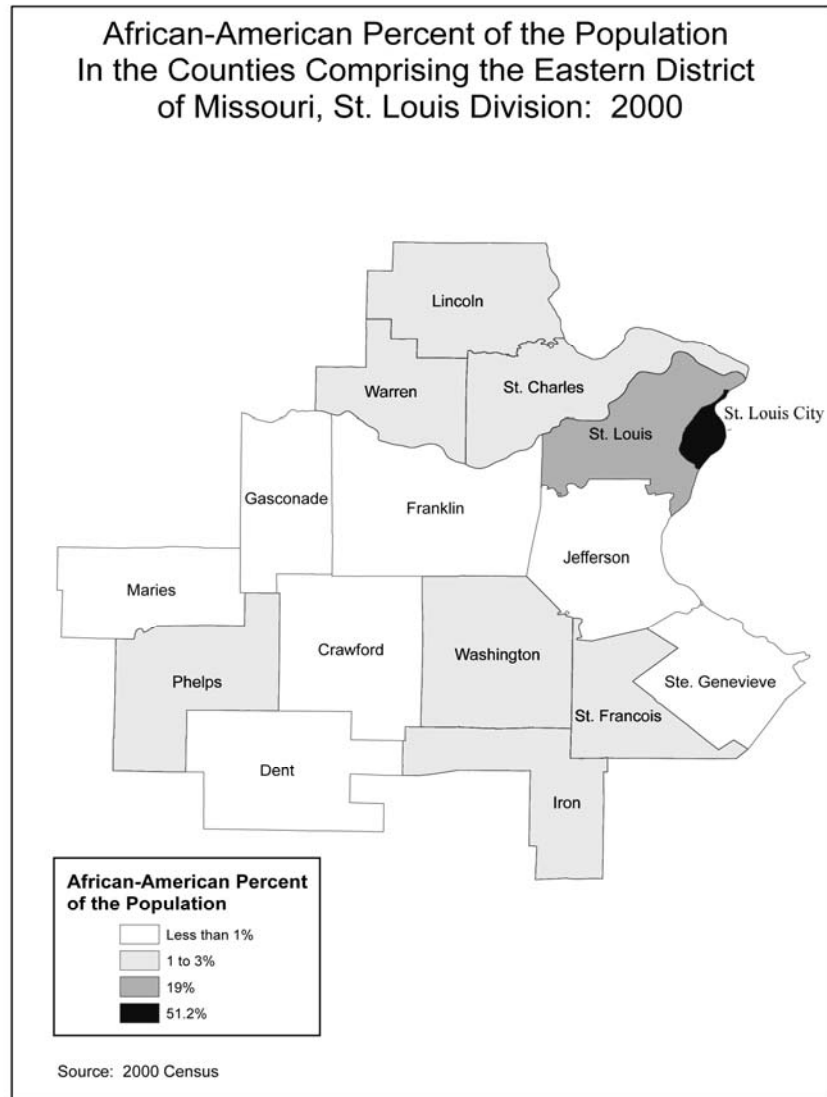 African-American Percent of the Population
In the Counties Comprising the Eastern District
of Missouri, St. Louis Division:  2000
Lincoln
Warren
St. Charles
St. Louis City
St. Louis
Gasconade
Franklin
Jefferson
Maries
Crawford
Washington
Phelps
Ste. Genevieve
St. Francois
Dent
Iron
African-American Percent
of the Population
Less than 1%
1 to 3%
19%
51.2%
Source:  2000 Census